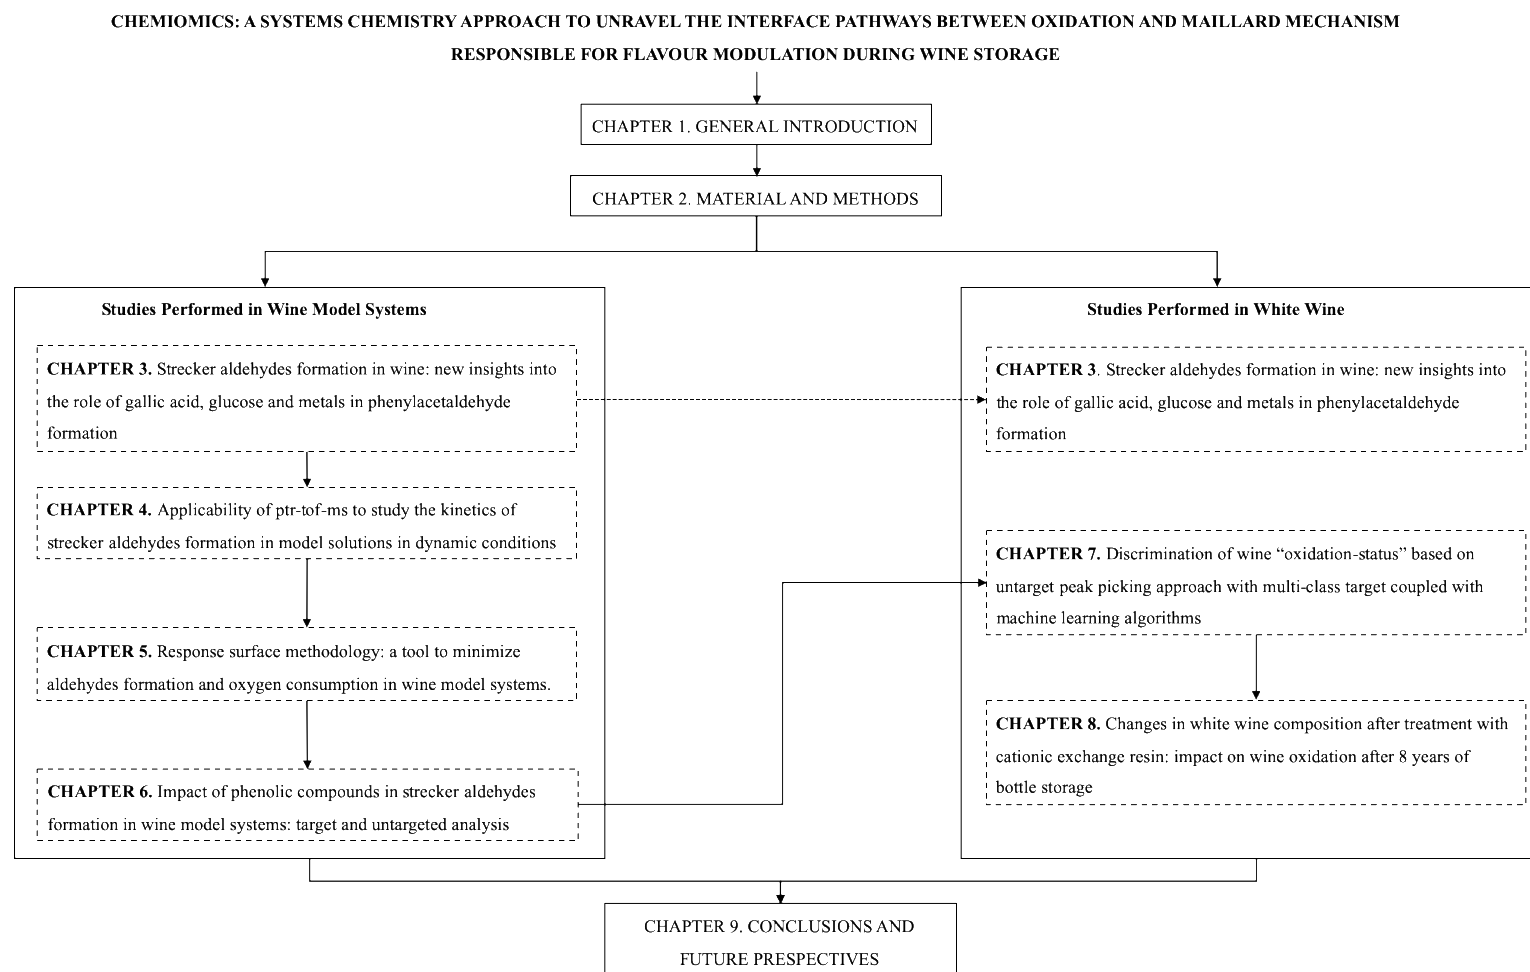 CHEMIOMICS: A SYSTEMS CHEMISTRY APPROACH TO UNRAVEL THE INTERFACE PATHWAYS BETWEEN OXIDATION AND MAILLARD MECHANISM
RESPONSIBLE FOR FLAVOUR MODULATION DURING WINE STORAGE
CHAPTER 1. GENERAL INTRODUCTION
CHAPTER 2. MATERIAL AND METHODS
Studies Performed in Wine Model Systems
CHAPTER 3. Strecker aldehydes formation in wine: new insights into
the role of gallic acid, glucose and metals in phenylacetaldehyde
formation
CHAPTER 4. Applicability of ptr-tof-ms to study the kinetics of
strecker aldehydes formation in model solutions in dynamic conditions
CHAPTER 5. Response surface methodology: a tool to minimize
aldehydes formation and oxygen consumption in wine model systems.
CHAPTER 6. Impact of phenolic compounds in strecker aldehydes
formation in wine model systems: target and untargeted analysis
Studies Performed in White Wine
CHAPTER 3. Strecker aldehydes formation in wine: new insights into
the role of gallic acid, glucose and metals in phenylacetaldehyde
formation
CHAPTER 7. Discrimination of wine “oxidation-status” based on
untarget peak picking approach with multi-class target coupled with
machine learning algorithms
CHAPTER 8. Changes in white wine composition after treatment with
cationic exchange resin: impact on wine oxidation after 8 years of
bottle storage
CHAPTER 9. CONCLUSIONS AND
FUTURE PRESPECTIVES